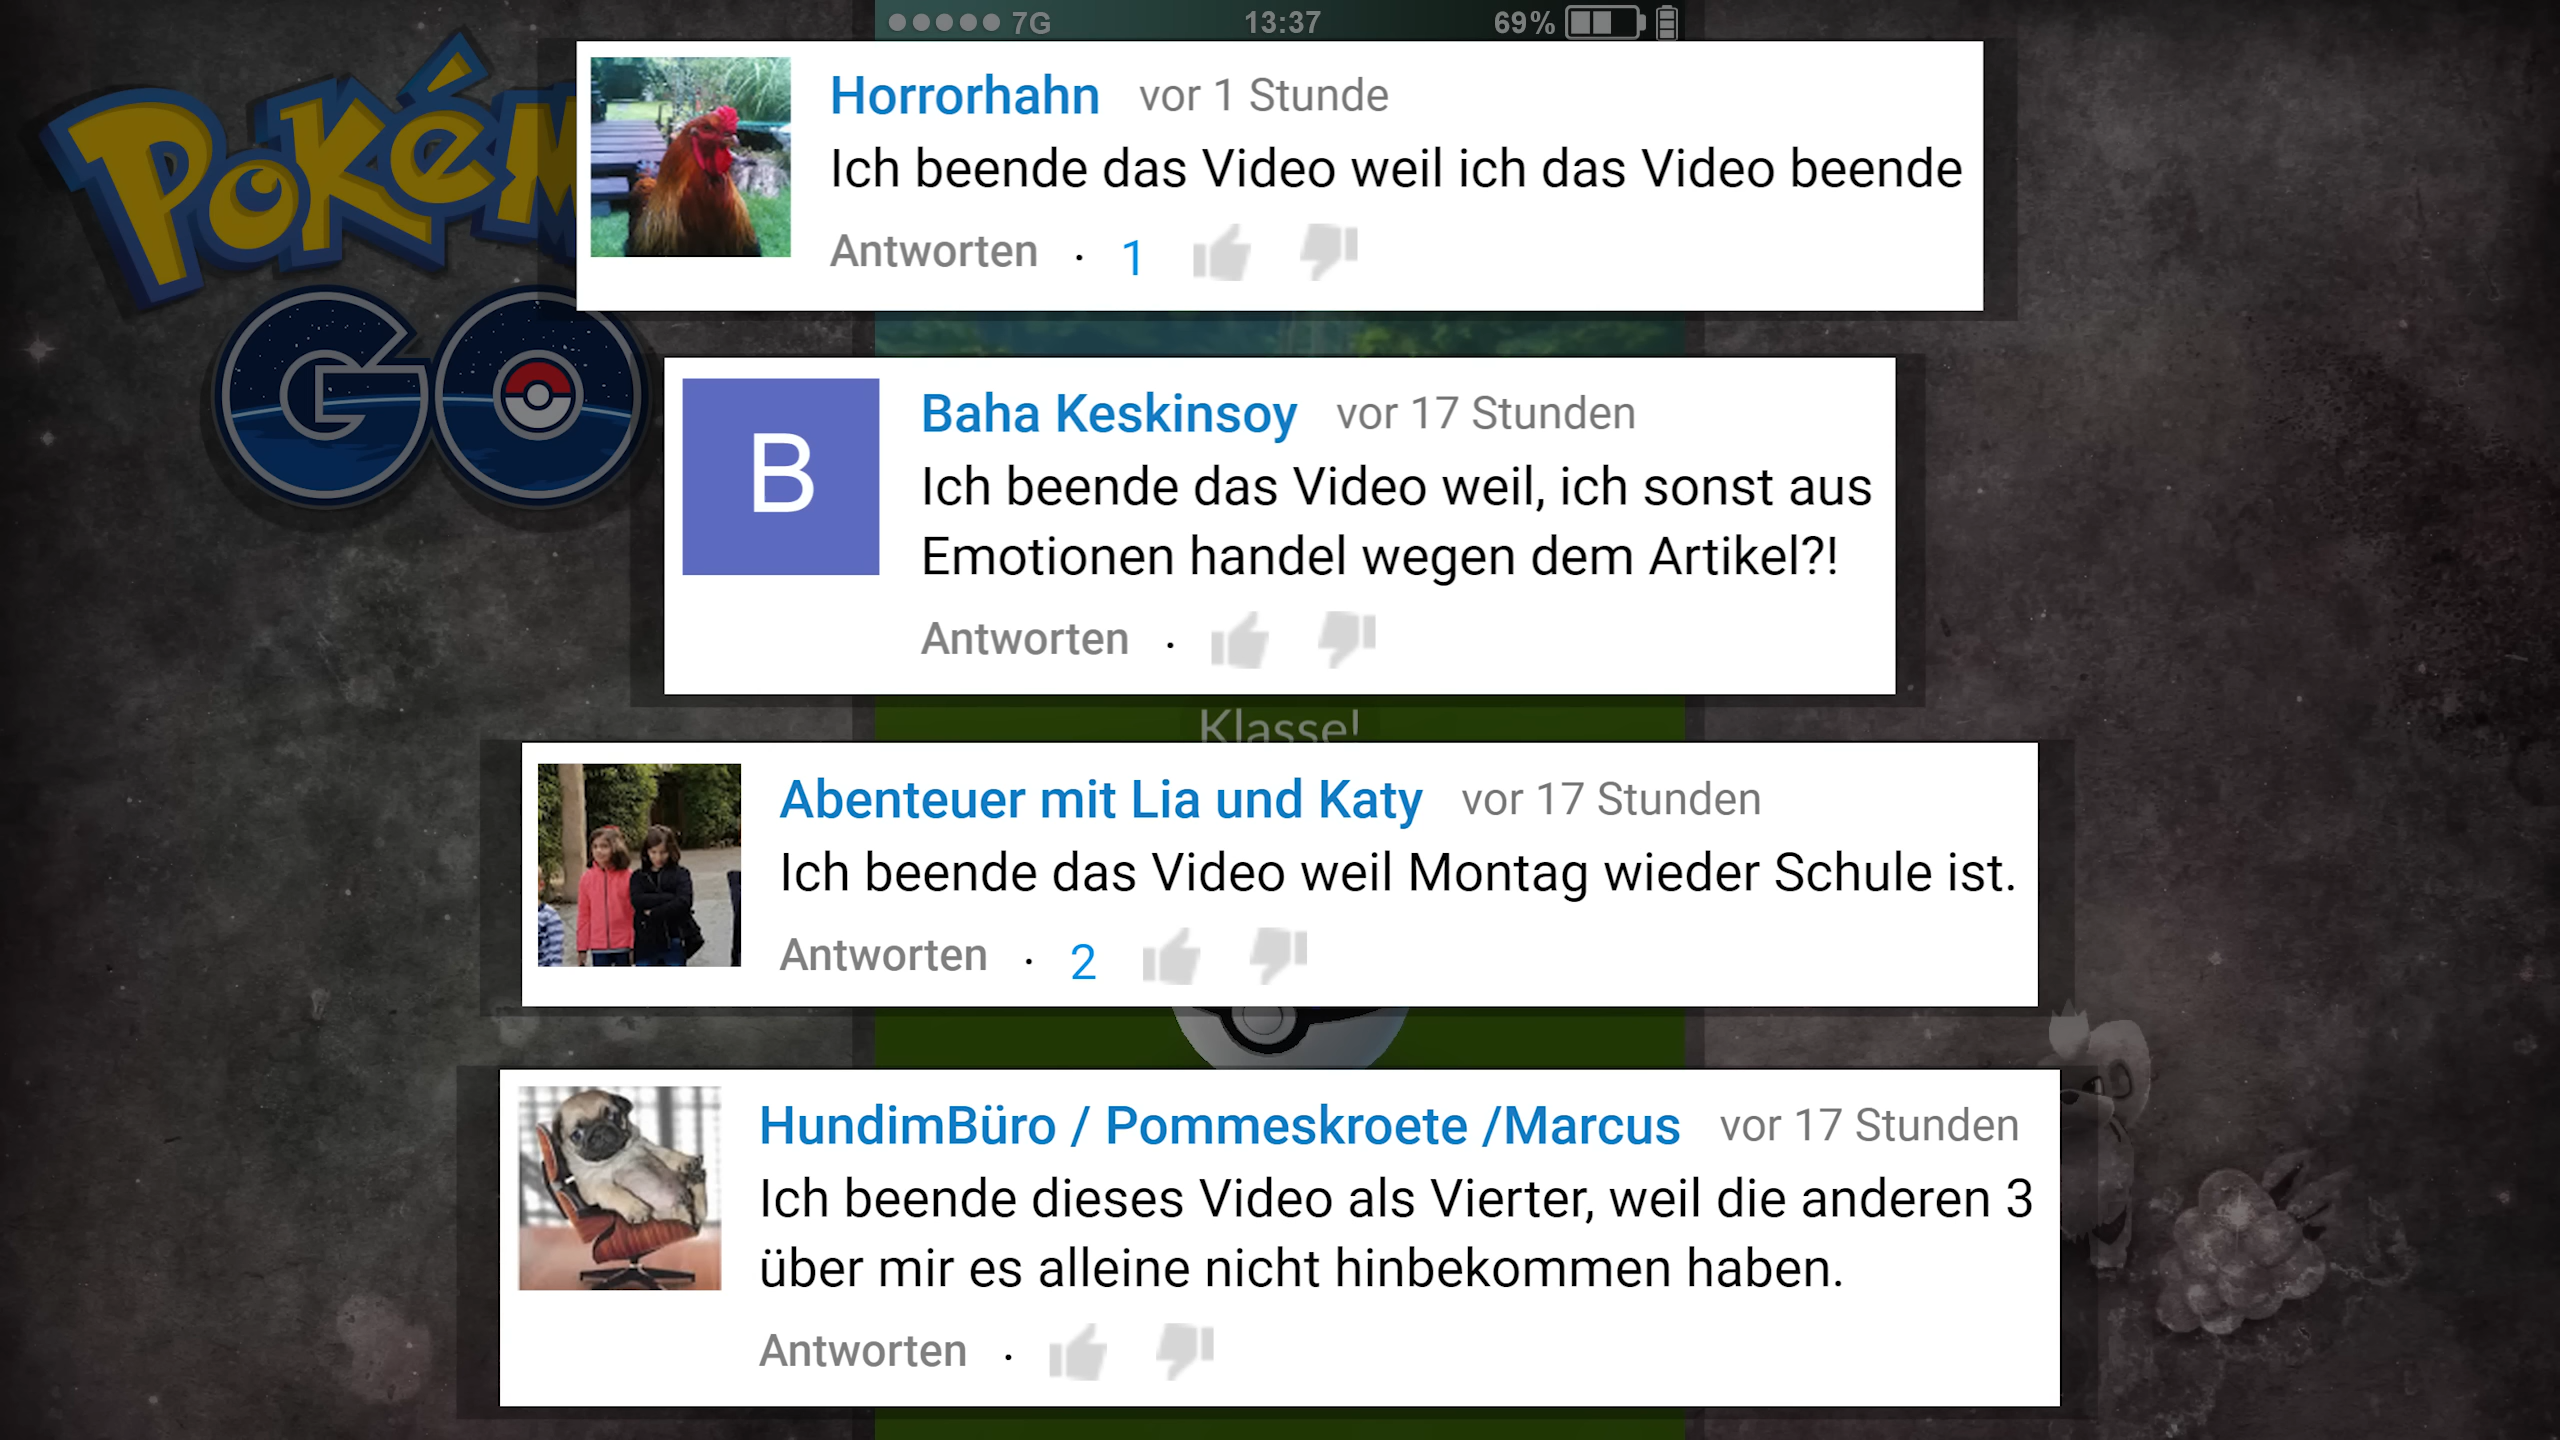 7G
13:37
69%
POKÉM
GO
Horrorhahn vor 1 Stunde
Ich beende das Video weil ich das Video beende
Antworten · 1
B
Baha Keskinsoy vor 17 Stunden
Ich beende das Video weil, ich sonst aus
Emotionen handel wegen dem Artikel?!
Antworten ·
Klasse!
Abenteuer mit Lia und Katy vor 17 Stunden
Ich beende das Video weil Montag wieder Schule ist.
Antworten · 2
HundimBüro / Pommeskroete /Marcus vor 17 Stunden
Ich beende dieses Video als Vierter, weil die anderen 3
über mir es alleine nicht hinbekommen haben.
Antworten ·